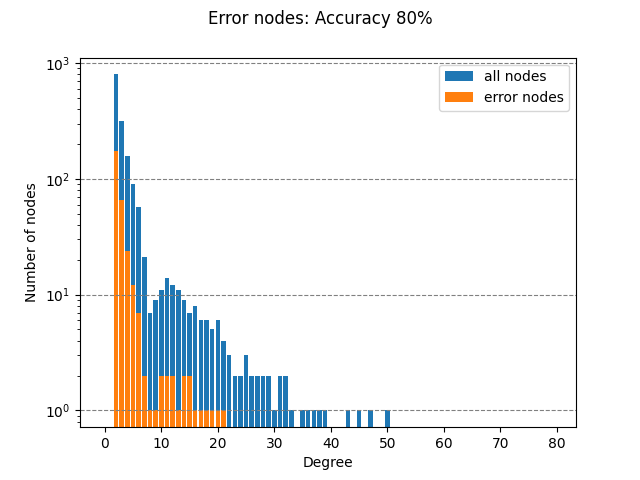 Error nodes: Accuracy 80%
all nodes
error nodes
10³
10²
10¹
10⁰
Number of nodes
0 10 20 30 40 50 60 70 80
Degree